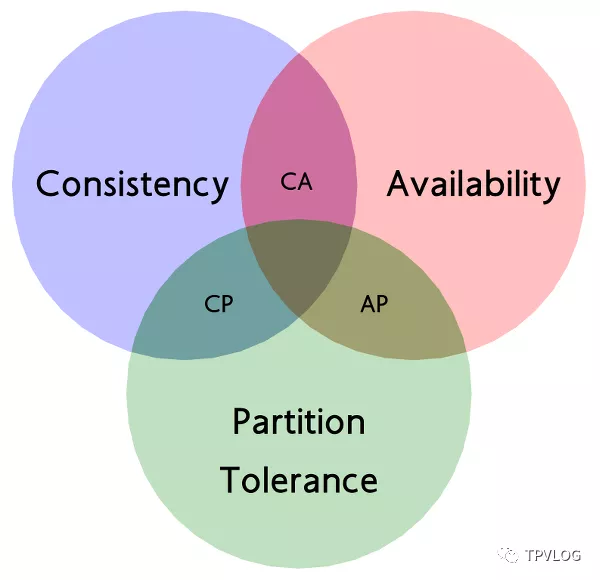 Consistency
CA
Availability
CP
AP
Partition
Tolerance
TPVLOG